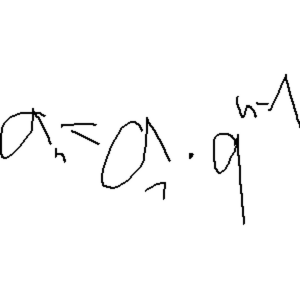 aₙ = a₁ · qⁿ⁻¹